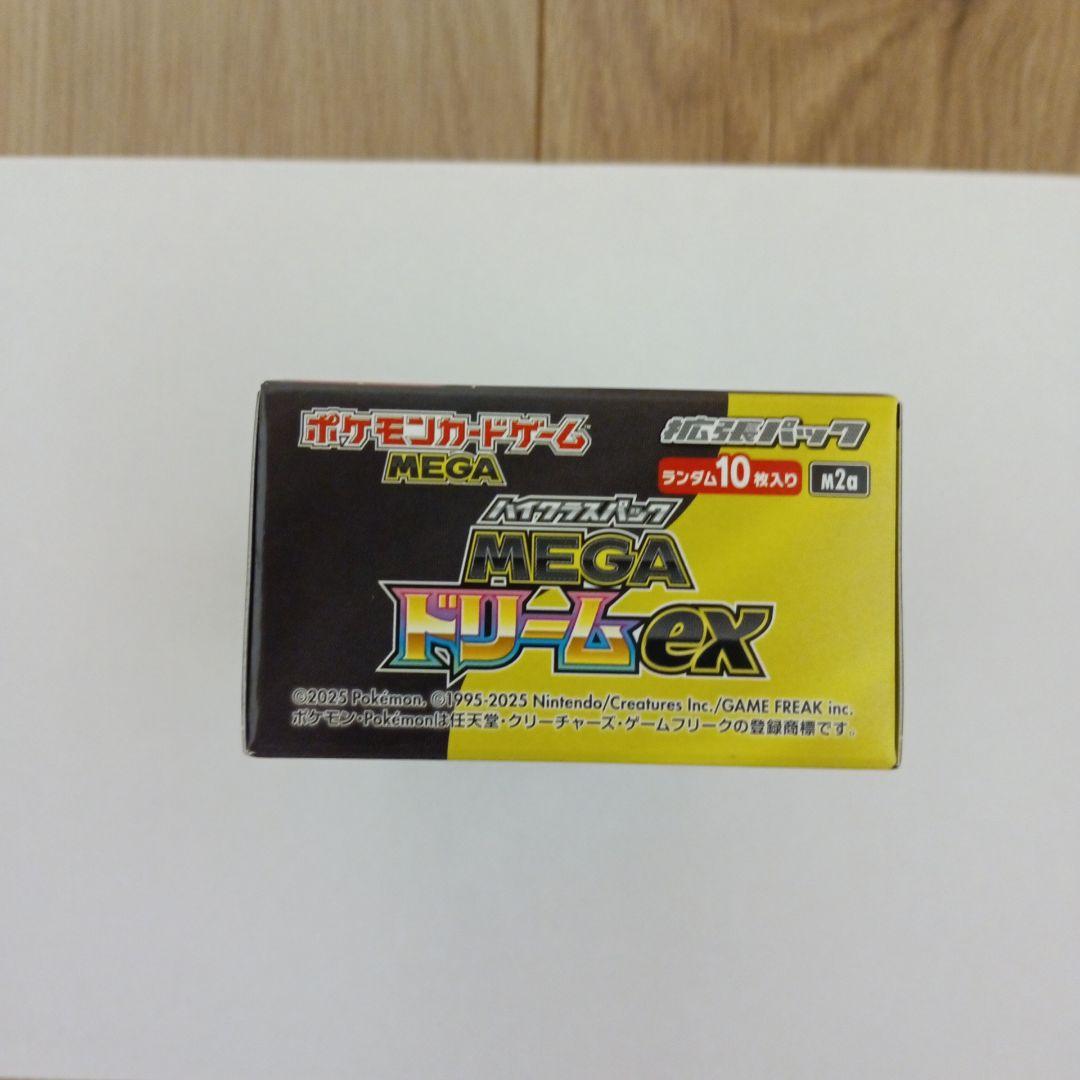 ポケモンカードゲーム
MEGA
拡張パック
ランダム10枚入り
M2a
ハイクラスパック
MEGA
ドリームex
©2025 Pokémon. ©1995-2025 Nintendo/Creatures Inc./GAME FREAK inc.
ポケモン・Pokémonは任天堂・クリーチャーズ・ゲームフリークの登録商標です。